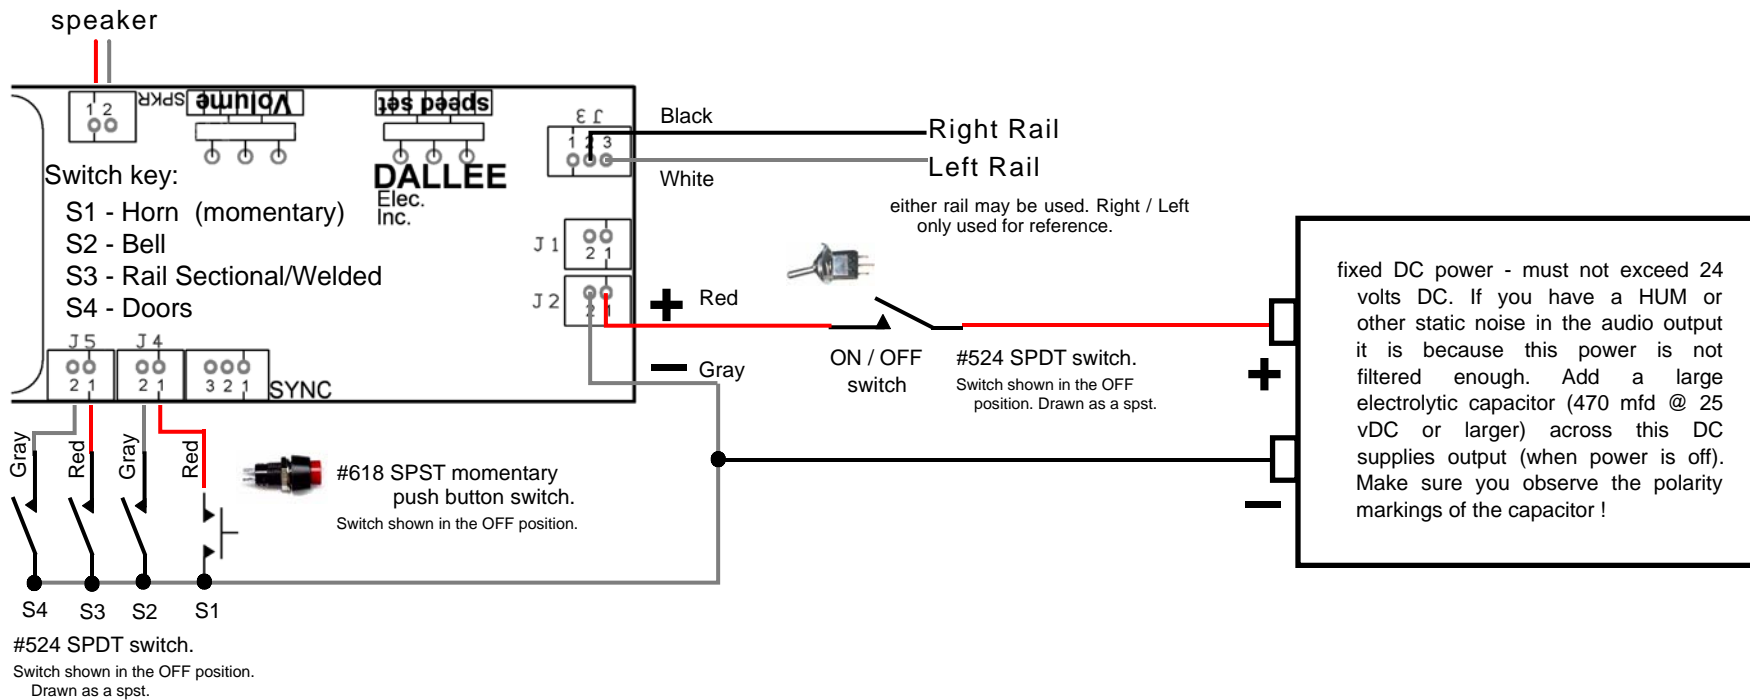 speaker
1 2
SPKR
Volume
speed set
J 3
1 2 3
Black
Right Rail
White
Left Rail
either rail may be used. Right / Left
only used for reference.
Switch key:
S1 - Horn (momentary)
S2 - Bell
S3 - Rail Sectional/Welded
S4 - Doors
DALLEE
Elec.
Inc.
J 1
2 1
J 2
2 1
+ Red
− Gray
ON / OFF
switch
#524 SPDT switch.
Switch shown in the OFF
position. Drawn as a spst.
+
−
fixed DC power - must not exceed 24
volts DC. If you have a HUM or
other static noise in the audio output
it is because this power is not
filtered enough. Add a large
electrolytic capacitor (470 mfd @ 25
vDC or larger) across this DC
supplies output (when power is off).
Make sure you observe the polarity
markings of the capacitor !
J 5
2 1
J 4
2 1
3 2 1
SYNC
Gray
Red
Gray
Red
#618 SPST momentary
push button switch.
Switch shown in the OFF position.
S4 S3 S2 S1
#524 SPDT switch.
Switch shown in the OFF position.
Drawn as a spst.